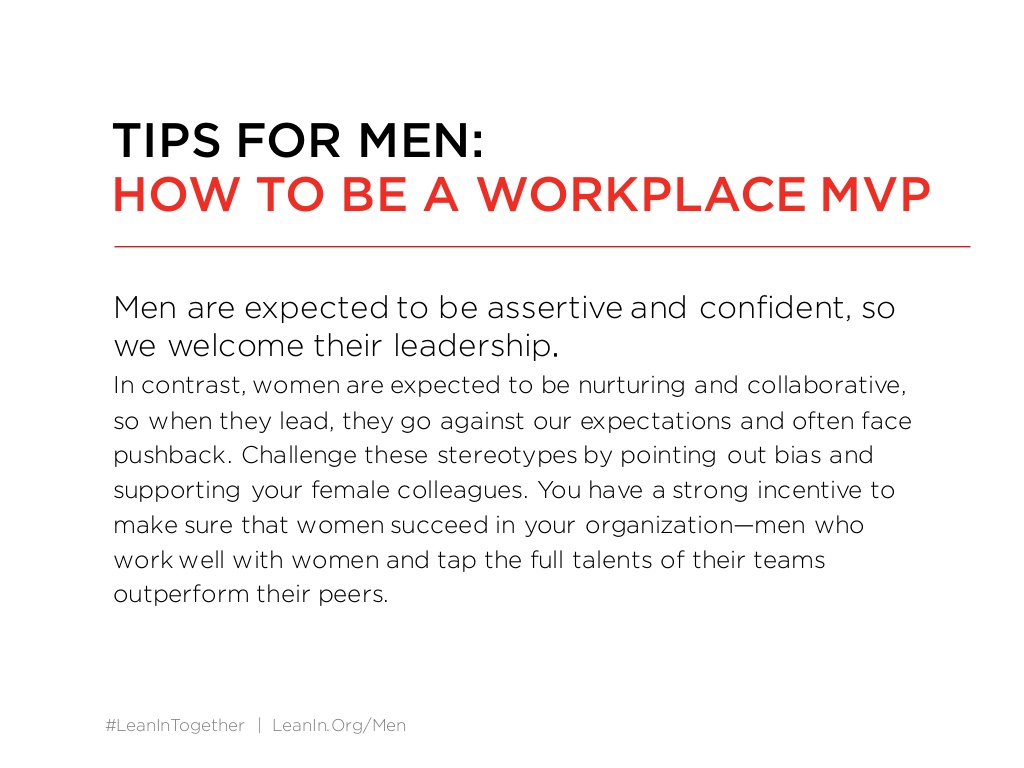 TIPS FOR MEN:
HOW TO BE A WORKPLACE MVP
Men are expected to be assertive and confident, so
we welcome their leadership.
In contrast, women are expected to be nurturing and collaborative,
so when they lead, they go against our expectations and often face
pushback. Challenge these stereotypes by pointing out bias and
supporting your female colleagues. You have a strong incentive to
make sure that women succeed in your organization—men who
work well with women and tap the full talents of their teams
outperform their peers.
#LeanInTogether | LeanIn.Org/Men